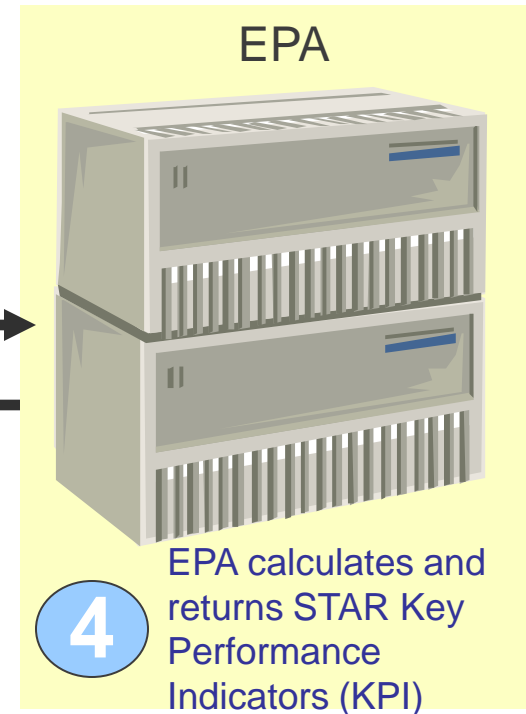 EPA
4
EPA calculates and
returns STAR Key
Performance
Indicators (KPI)